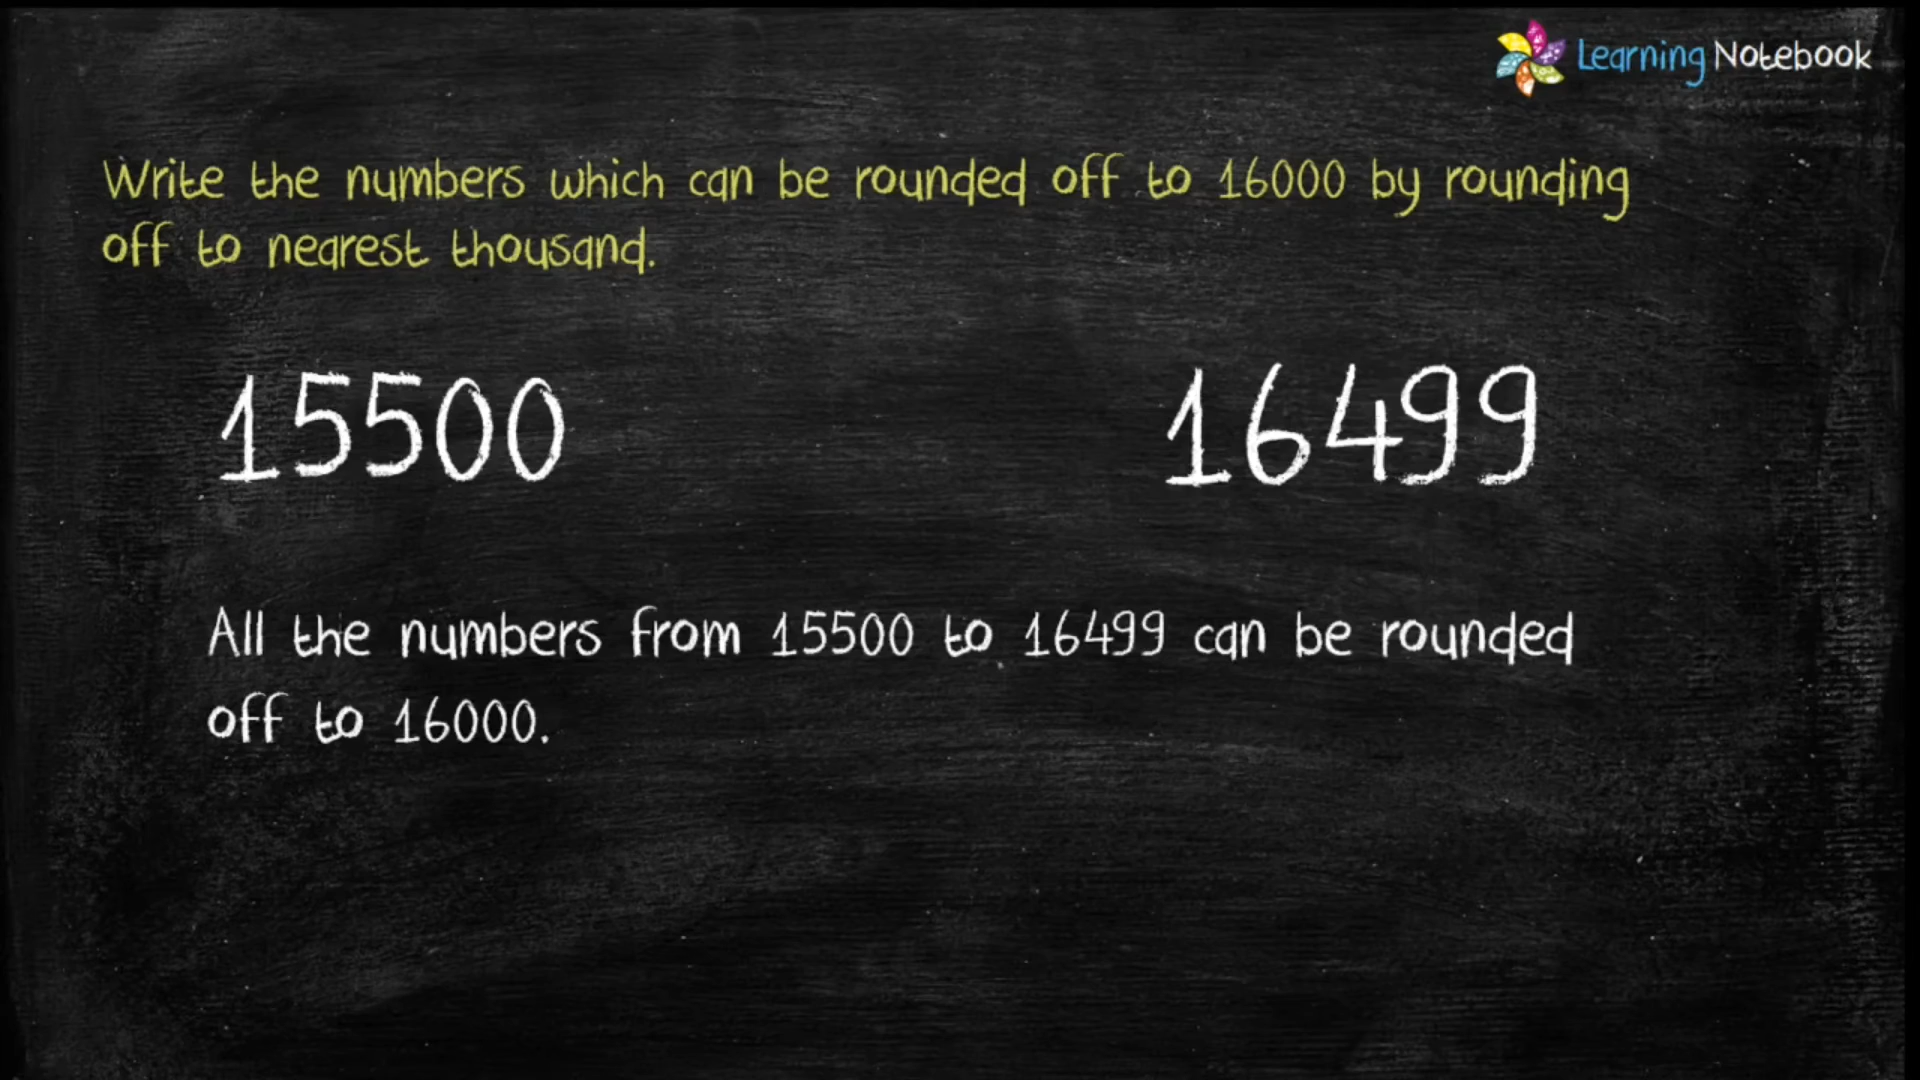 Learning Notebook
Write the numbers which can be rounded off to 16000 by rounding
off to nearest thousand.
15500 16499
All the numbers from 15500 to 16499 can be rounded
off to 16000.